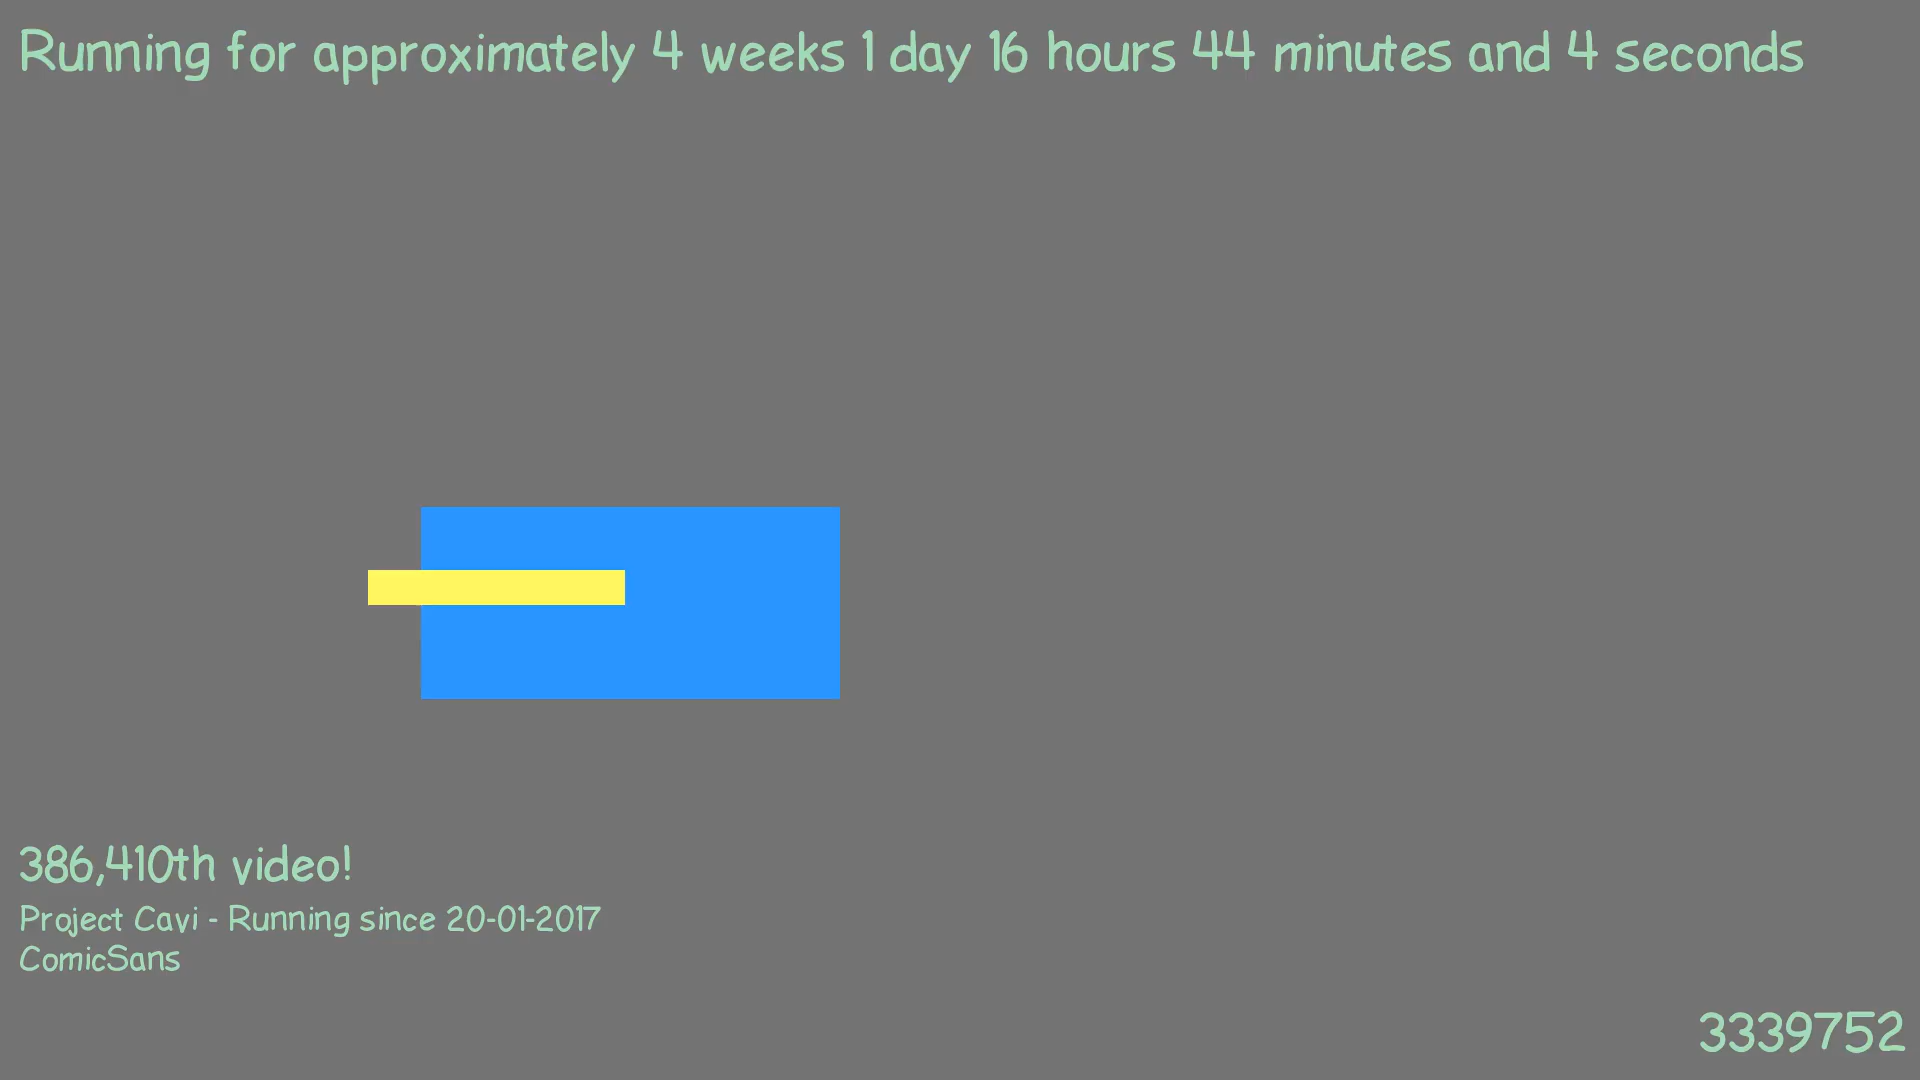 Running for approximately 4 weeks 1 day 16 hours 44 minutes and 4 seconds
386,410th video!
Project Cavi - Running since 20-01-2017
ComicSans
3339752